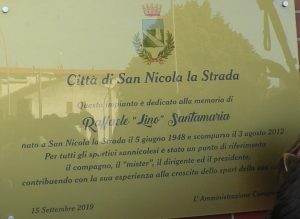 Città di San Nicola la Strada
Questo impianto è dedicato alla memoria di
Raffaele "Lino" Santamaria
nato a San Nicola la Strada il 5 giugno 1948 e scomparso il 3 agosto 2012
Per tutti gli sportivi sannicolesi è stato un punto di riferimento
il compagno, il "mister", il dirigente ed il presidente,
contribuendo con la sua esperienza alla crescita dello sport della sua
15 Settembre 2019
L'Amministrazione